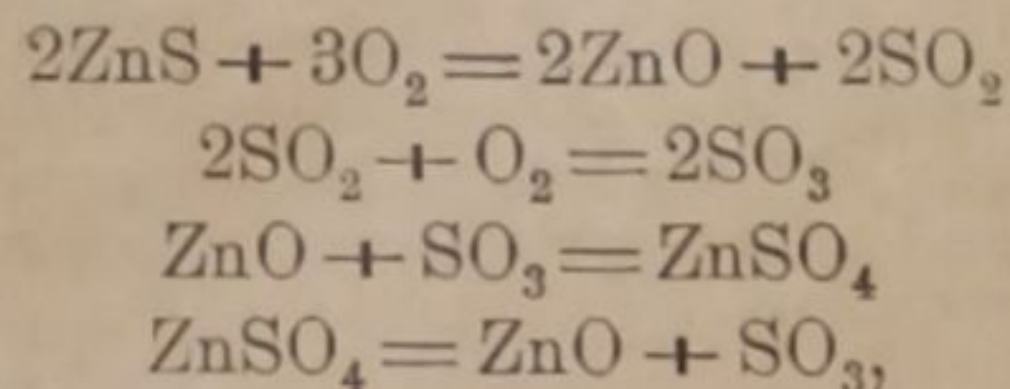 2ZnS + 3O₂ = 2ZnO + 2SO₂
2SO₂ + O₂ = 2SO₃
ZnO + SO₃ = ZnSO₄
ZnSO₄ = ZnO + SO₃,